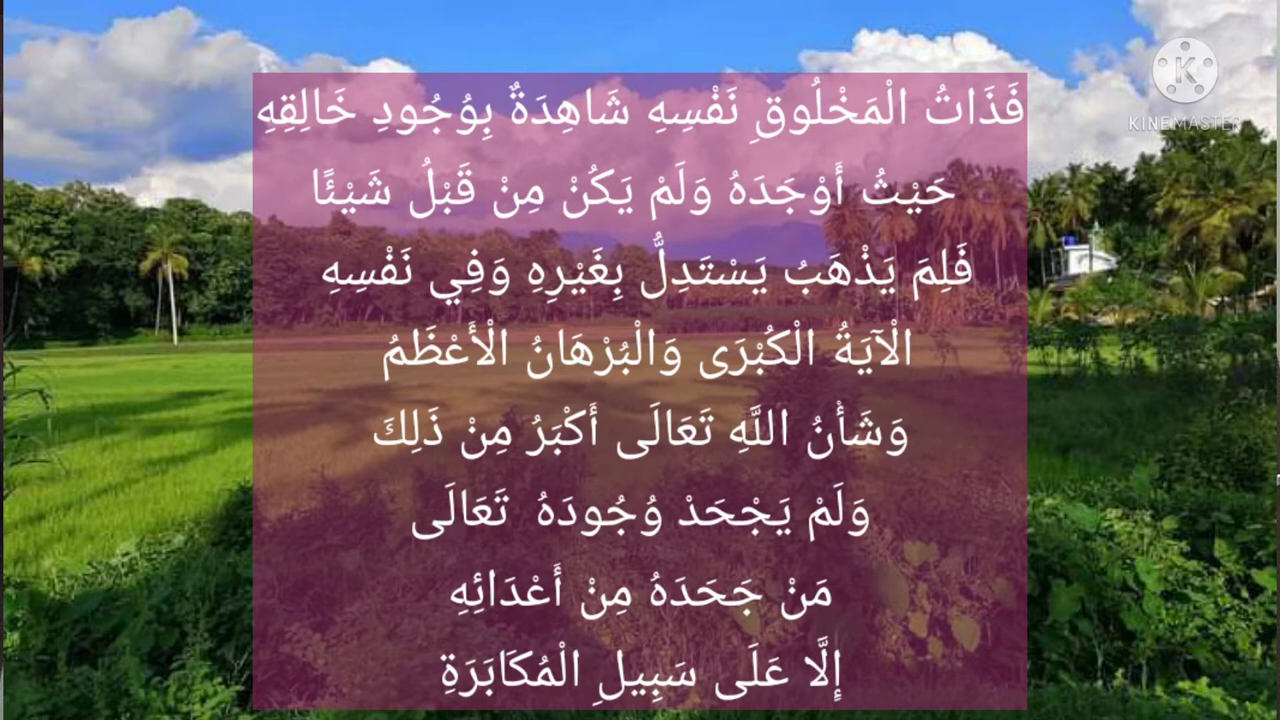 فَذَاتُ الْمَخْلُوقِ نَفْسِهِ شَاهِدَةٌ بِوُجُودِ خَالِقِهِ
حَيْثُ أَوْجَدَهُ وَلَمْ يَكُنْ مِنْ قَبْلُ شَيْئًا
فَلِمَ يَذْهَبُ يَسْتَدِلُّ بِغَيْرِهِ وَفِي نَفْسِهِ
الْآيَةُ الْكُبْرَى وَالْبُرْهَانُ الْأَعْظَمُ
وَشَأْنُ اللَّهِ تَعَالَى أَكْبَرُ مِنْ ذَلِكَ
وَلَمْ يَجْحَدْ وُجُودَهُ تَعَالَى
مَنْ جَحَدَهُ مِنْ أَعْدَائِهِ
إِلَّا عَلَى سَبِيلِ الْمُكَابَرَةِ
K
KINEMASTER